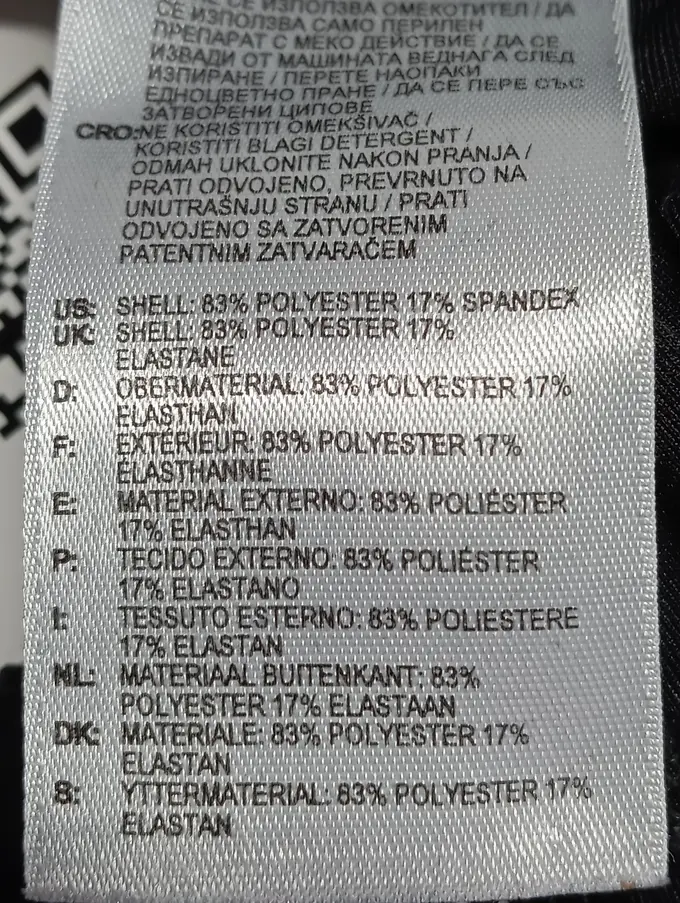 НЕ СЕ ИЗПОЛЗВА ОМЕКОТИТЕЛ / ДА
СЕ ИЗПОЛЗВА САМО ПЕРИЛЕН
ПРЕПАРАТ С МЕКО ДЕЙСТВИЕ / ДА СЕ
ИЗВАДИ ОТ МАШИНАТА ВЕДНАГА СЛЕД
ИЗПИРАНЕ / ПЕРЕТЕ НАОПАКИ
ЕДНОЦВЕТНО ПРАНЕ / ДА СЕ ПЕРЕ СЪС
ЗАТВОРЕНИ ЦИПОВЕ
CRO: NE KORISTITI OMEKŠIVAČ /
KORISTITI BLAGI DETERGENT /
ODMAH UKLONITE NAKON PRANJA /
PRATI ODVOJENO, PREVRNUTO NA
UNUTRAŠNJU STRANU / PRATI
ODVOJENO SA ZATVORENIM
PATENTNIM ZATVARAČEM
US: SHELL: 83% POLYESTER 17% SPANDEX
UK: SHELL: 83% POLYESTER 17%
ELASTANE
D: OBERMATERIAL: 83% POLYESTER 17%
ELASTHAN
F: EXTÉRIEUR: 83% POLYESTER 17%
ELASTHANNE
E: MATERIAL EXTERNO: 83% POLIÉSTER
17% ELASTHAN
P: TECIDO EXTERNO: 83% POLIÉSTER
17% ELASTANO
I: TESSUTO ESTERNO: 83% POLIESTERE
17% ELASTAN
NL: MATERIAAL BUITENKANT: 83%
POLYESTER 17% ELASTAAN
DK: MATERIALE: 83% POLYESTER 17%
ELASTAN
S: YTTERMATERIAL: 83% POLYESTER 17%
ELASTAN